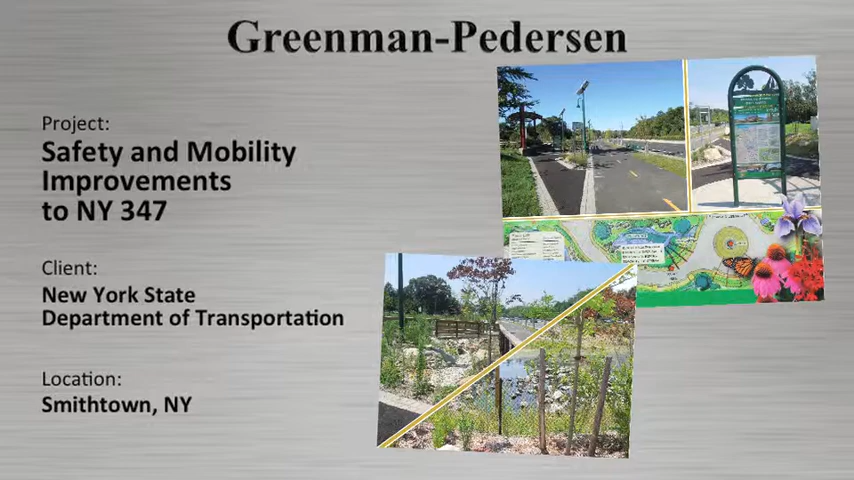 Greenman-Pedersen
Project:
Safety and Mobility
Improvements
to NY 347
Client:
New York State
Department of Transportation
Location:
Smithtown, NY